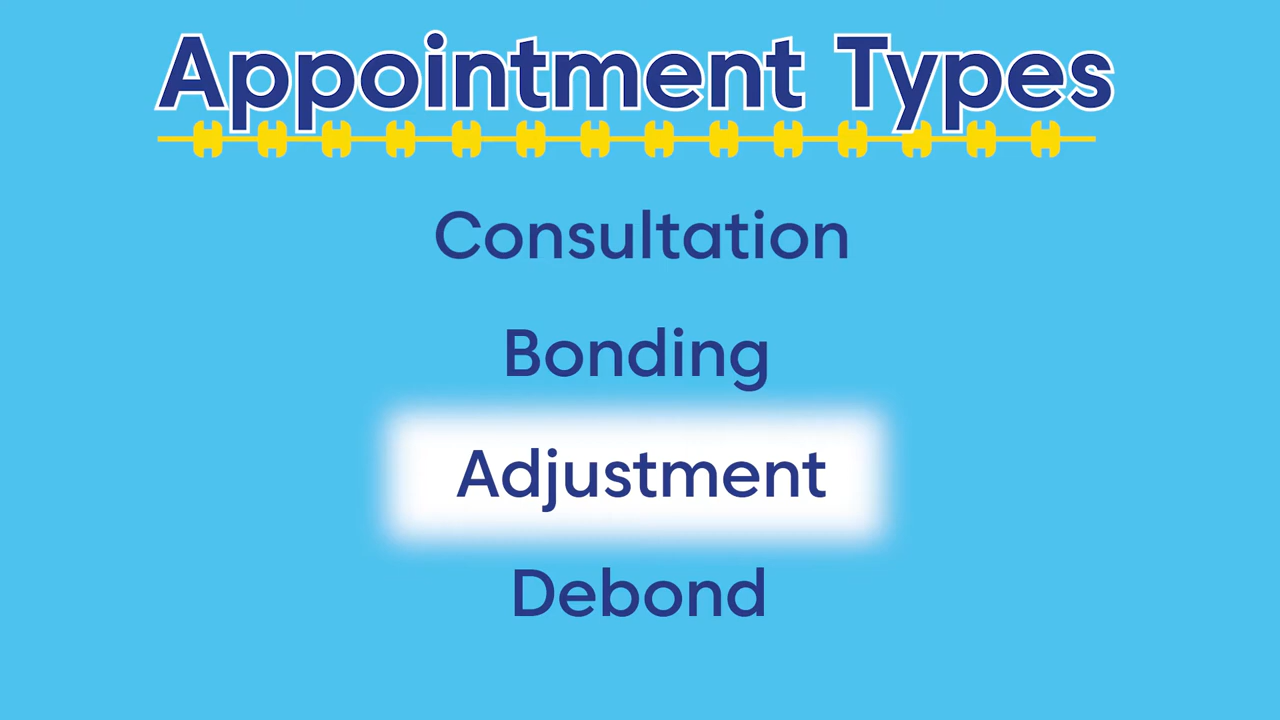 Appointment Types
Consultation
Bonding
Adjustment
Debond